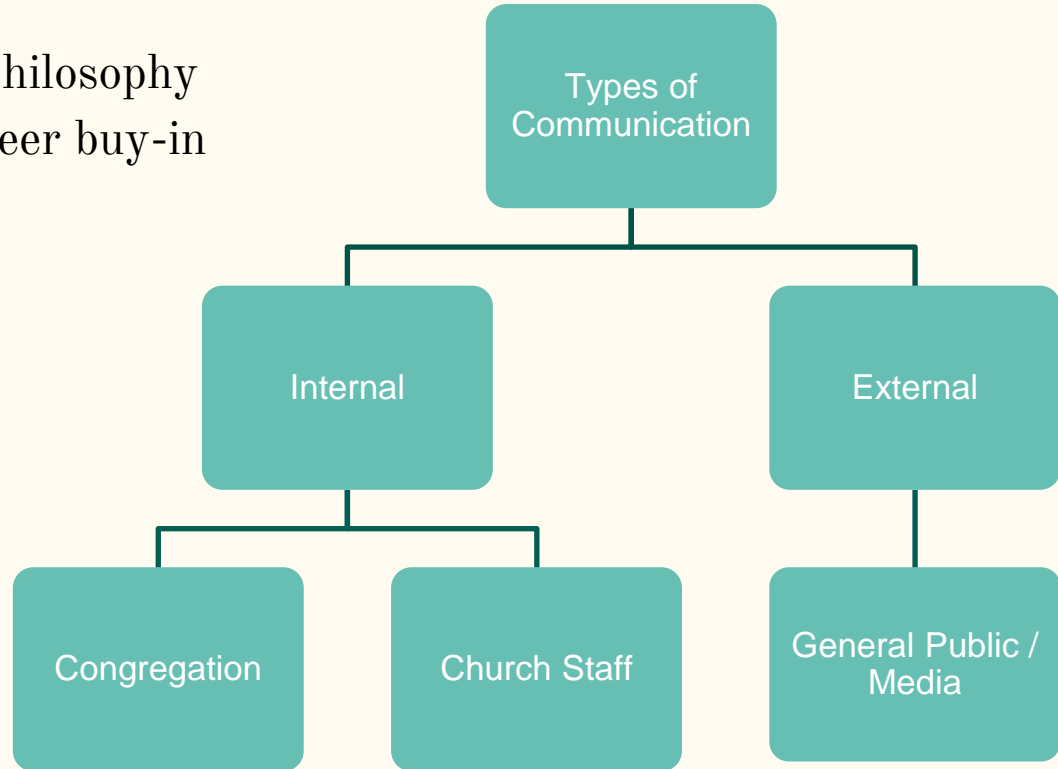 hilosophy
eer buy-in
Types of
Communication
Internal
External
Congregation
Church Staff
General Public /
Media